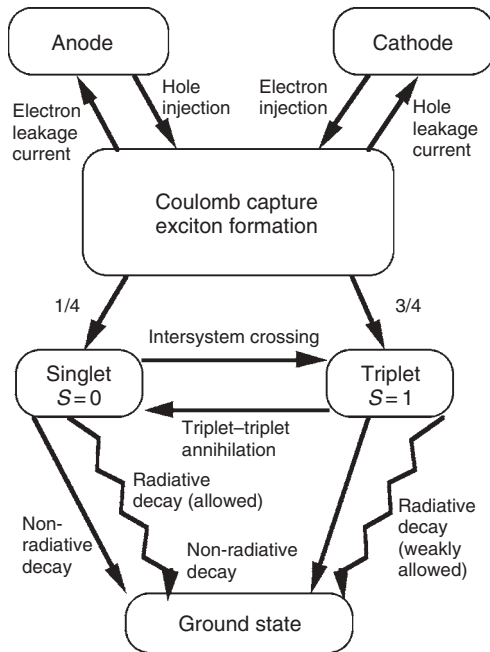 Anode
Cathode
Hole
injection
Electron
injection
Electron
leakage
current
Hole
leakage
current
Coulomb capture
exciton formation
1/4
3/4
Intersystem crossing
Singlet
S = 0
Triplet
S = 1
Triplet–triplet
annihilation
Radiative
decay (allowed)
Non-
radiative
decay
Non-radiative
decay
Radiative
decay
(weakly
allowed)
Ground state